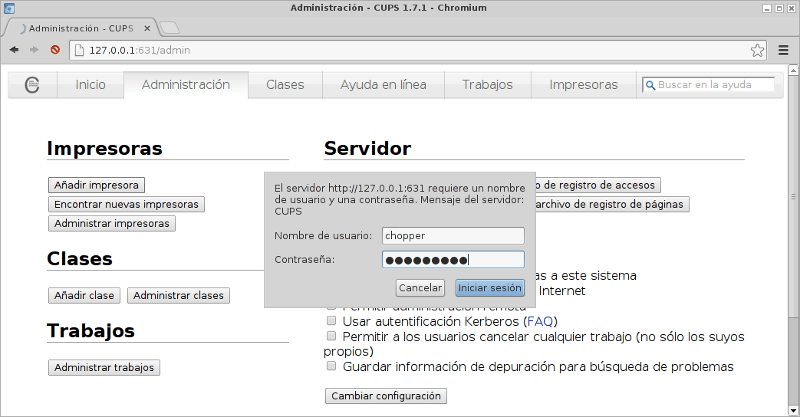 Administración - CUPS 1.7.1 - Chromium
Administración - CUPS
127.0.0.1:631/admin
Inicio
Administración
Clases
Ayuda en línea
Trabajos
Impresoras
Buscar en la ayuda
Impresoras
Servidor
Añadir impresora
Encontrar nuevas impresoras
Administrar impresoras
de registro de accesos
archivo de registro de páginas
El servidor http://127.0.0.1:631 requiere un nombre
de usuario y una contraseña. Mensaje del servidor:
CUPS
Nombre de usuario: chopper
Contraseña: ●●●●●●●●●
Cancelar
Iniciar sesión
Clases
Añadir clase
Administrar clases
Trabajos
Administrar trabajos
as a este sistema
Internet
Permitir administración remota
Usar autentificación Kerberos (FAQ)
Permitir a los usuarios cancelar cualquier trabajo (no sólo los suyos
propios)
Guardar información de depuración para búsqueda de problemas
Cambiar configuración